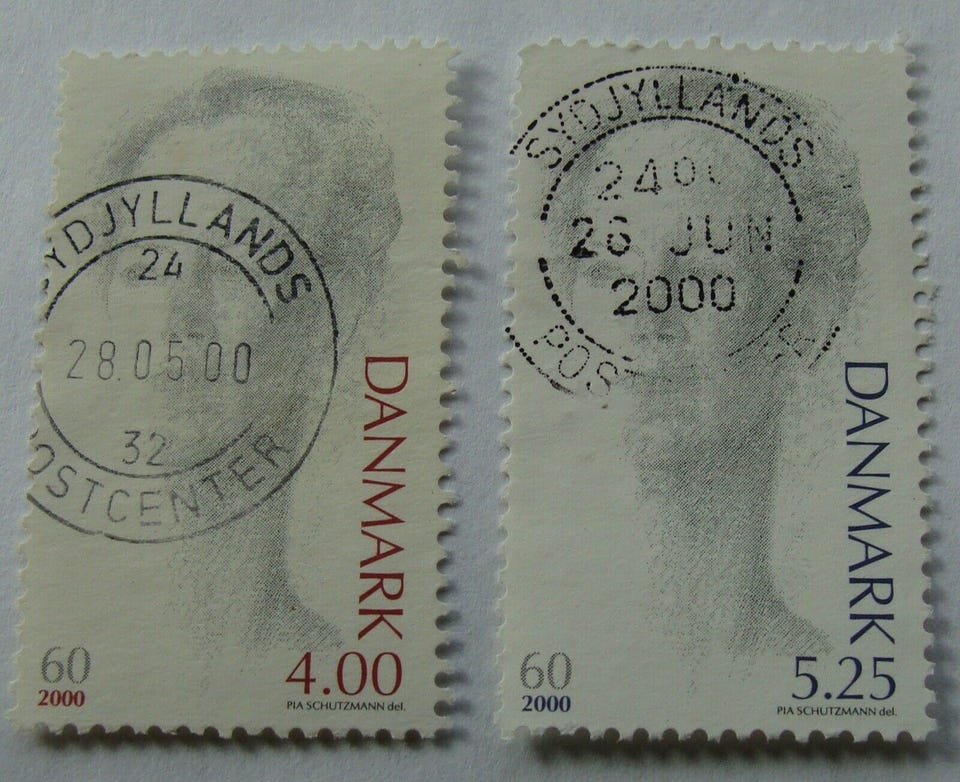 SYDJYLLANDS
24
28.05.00
32
POSTCENTER
DANMARK
60
2000
4.00
PIA SCHUTZMANN del.
SYDJYLLANDS
26 JUN
2000
DANMARK
60
2000
5.25
PIA SCHUTZMANN del.